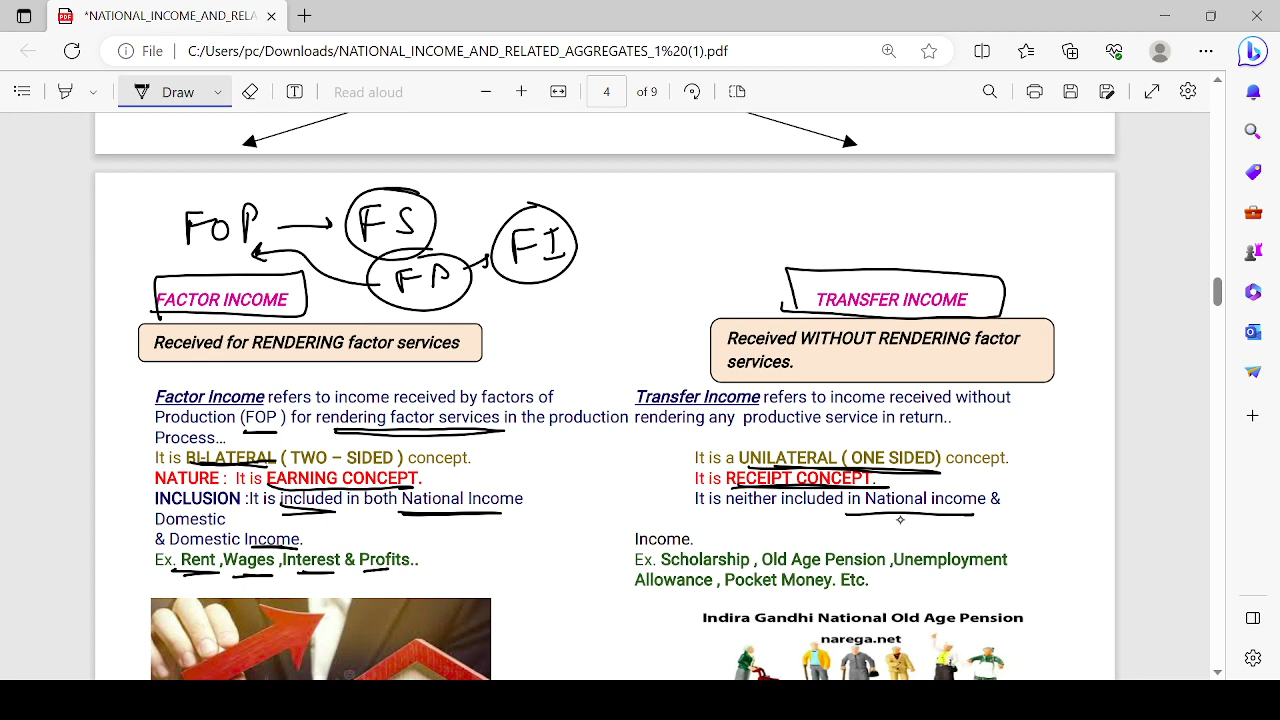 *NATIONAL_INCOME_AND_RELA
File
C:/Users/pc/Downloads/NATIONAL_INCOME_AND_RELATED_AGGREGATES_1%20(1).pdf
Draw
Read aloud
4
of 9
FOP → FS
FP → FI
FACTOR INCOME
Received for RENDERING factor services
Factor Income refers to income received by factors of
Production (FOP ) for rendering factor services in the production
Process...
It is BI-LATERAL ( TWO – SIDED ) concept.
NATURE : It is EARNING CONCEPT.
INCLUSION :It is included in both National Income
Domestic
& Domestic Income.
Ex. Rent ,Wages ,Interest & Profits..
TRANSFER INCOME
Received WITHOUT RENDERING factor
services.
Transfer Income refers to income received without
rendering any productive service in return..
It is a UNILATERAL ( ONE SIDED) concept.
It is RECEIPT CONCEPT.
It is neither included in National income &
Income.
Ex. Scholarship , Old Age Pension ,Unemployment
Allowance , Pocket Money. Etc.
Indira Gandhi National Old Age Pension
narega.net